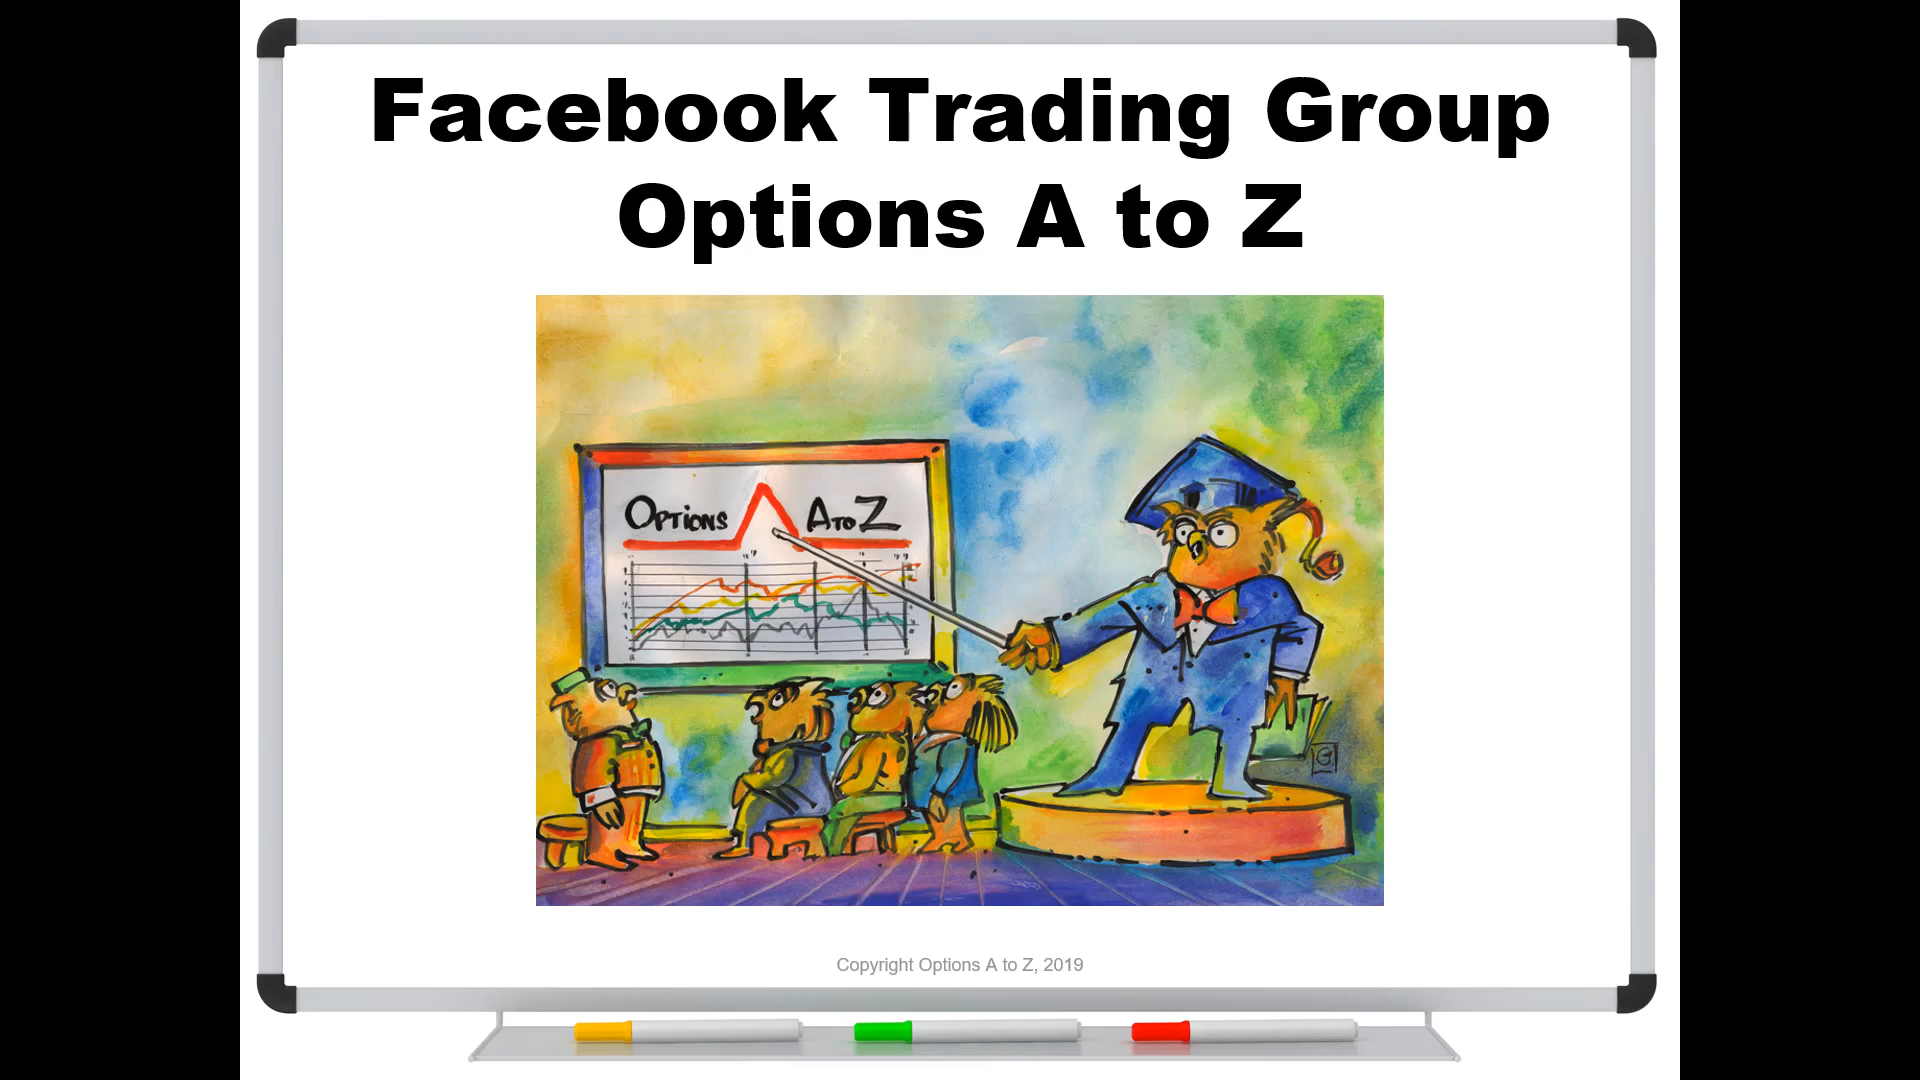 Facebook Trading Group
Options A to Z
OPTIONS A TO Z
G
Copyright Options A to Z, 2019